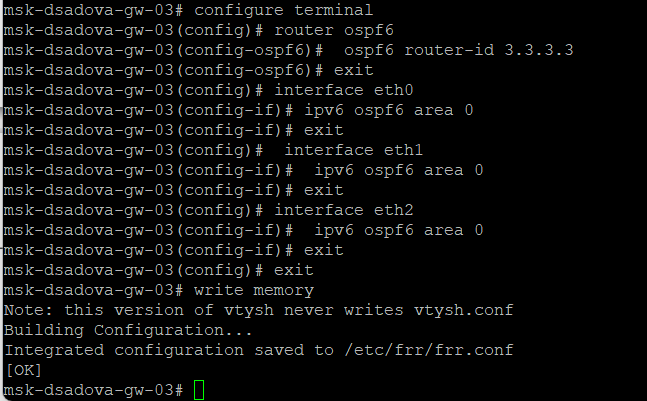 msk-dsadova-gw-03# configure terminal
msk-dsadova-gw-03(config)# router ospf6
msk-dsadova-gw-03(config-ospf6)#  ospf6 router-id 3.3.3.3
msk-dsadova-gw-03(config-ospf6)# exit
msk-dsadova-gw-03(config)# interface eth0
msk-dsadova-gw-03(config-if)# ipv6 ospf6 area 0
msk-dsadova-gw-03(config-if)# exit
msk-dsadova-gw-03(config)#  interface eth1
msk-dsadova-gw-03(config-if)#  ipv6 ospf6 area 0
msk-dsadova-gw-03(config-if)# exit
msk-dsadova-gw-03(config)# interface eth2
msk-dsadova-gw-03(config-if)#  ipv6 ospf6 area 0
msk-dsadova-gw-03(config-if)# exit
msk-dsadova-gw-03(config)# exit
msk-dsadova-gw-03# write memory
Note: this version of vtysh never writes vtysh.conf
Building Configuration...
Integrated configuration saved to /etc/frr/frr.conf
[OK]
msk-dsadova-gw-03#